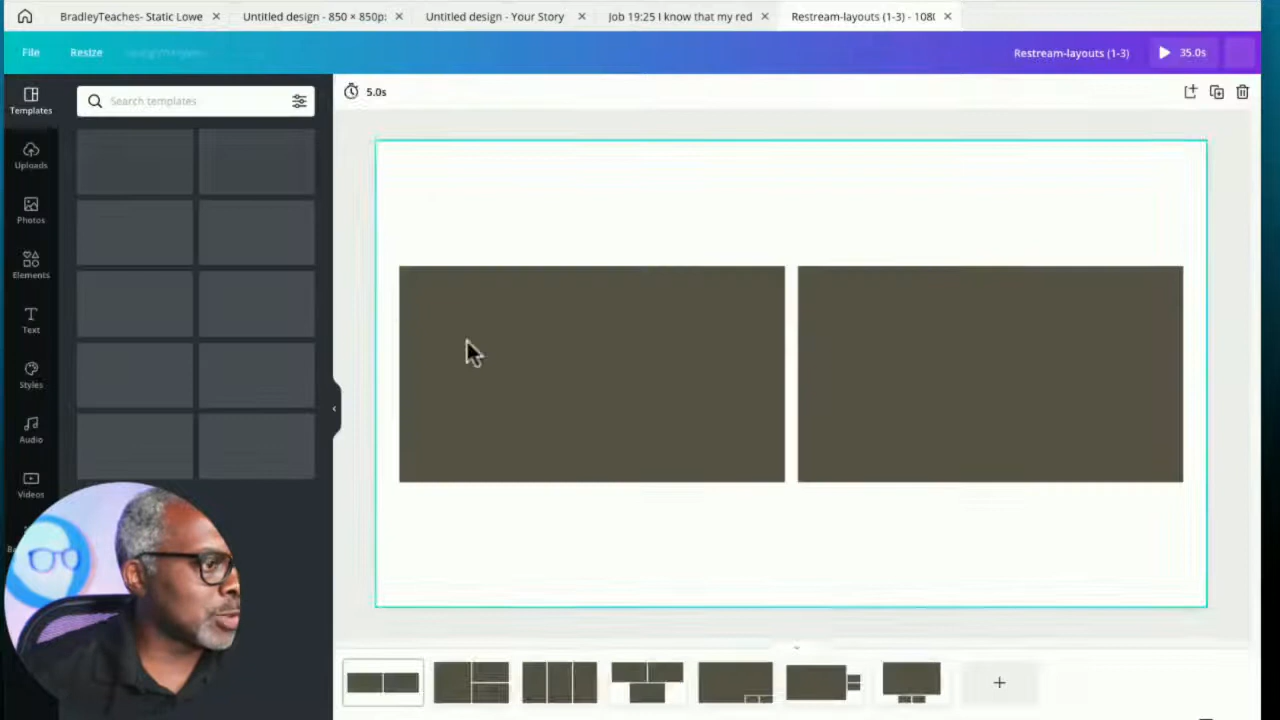 BradleyTeaches- Static Lowe
Untitled design - 850 × 850p:
Untitled design - Your Story
Job 19:25 I know that my red
Restream-layouts (1-3) - 108
File
Resize
Restream-layouts (1-3)
35.0s
Templates
Search templates
5.0s
Uploads
Photos
Elements
Text
Styles
Audio
Videos